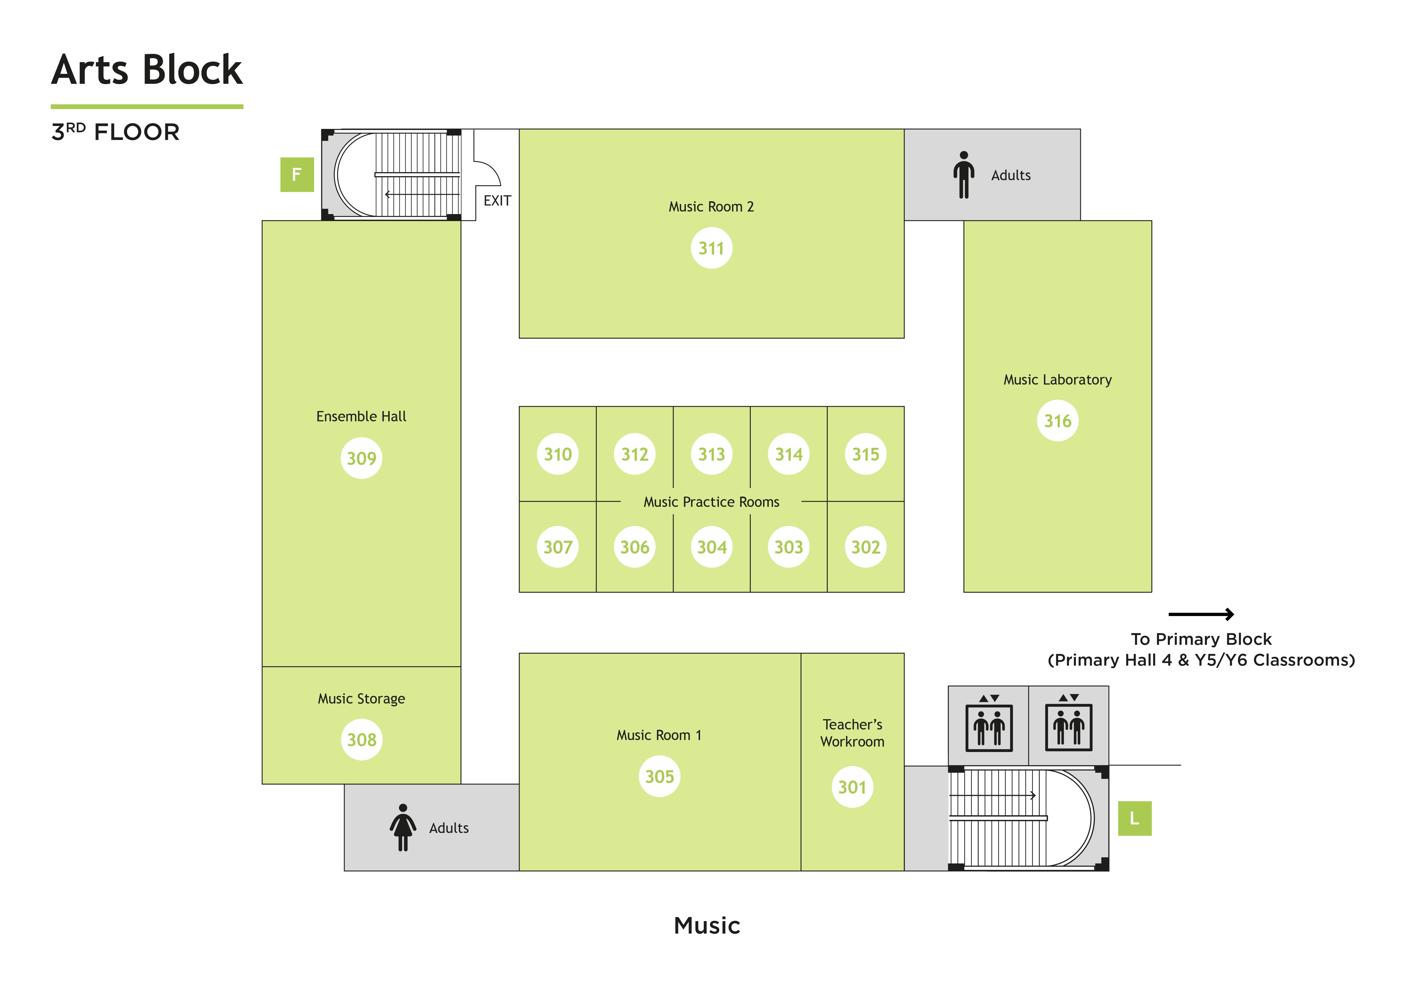 Arts Block
3RD FLOOR
F
EXIT
Music Room 2
311
Adults
Ensemble Hall
309
Music Laboratory
316
310
312
313
314
315
Music Practice Rooms
307
306
304
303
302
To Primary Block
(Primary Hall 4 & Y5/Y6 Classrooms)
Music Storage
308
Music Room 1
305
Teacher’s
Workroom
301
Adults
L
Music